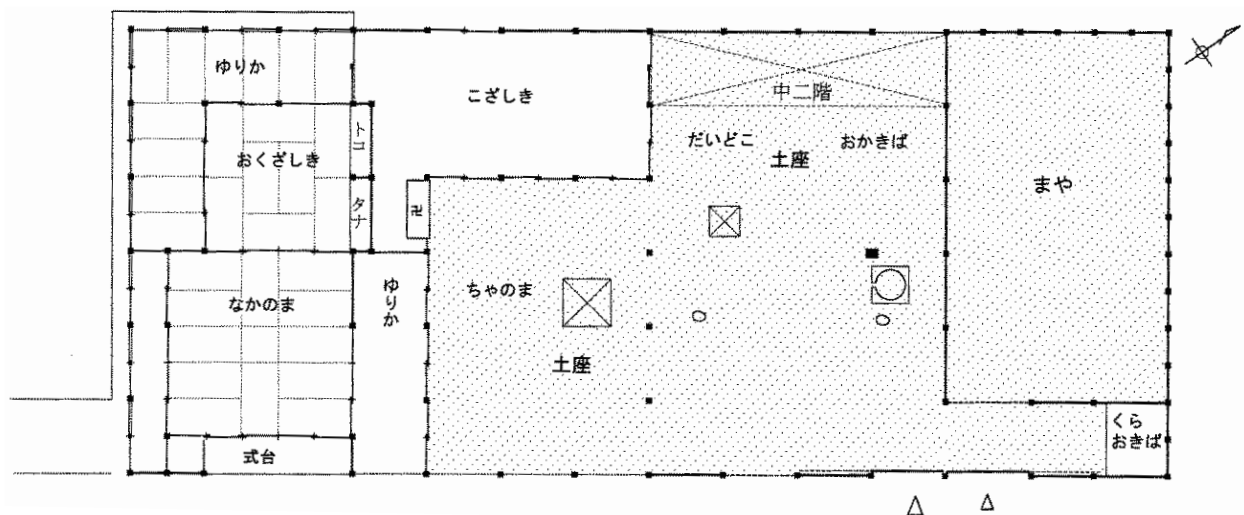 ゆりか
こざしき
中二階
だいどこ
おかきば
土座
トコ
おくざしき
まや
タナ
卍
ゆりか
ちゃのま
なかのま
土座
くら
おきば
式台